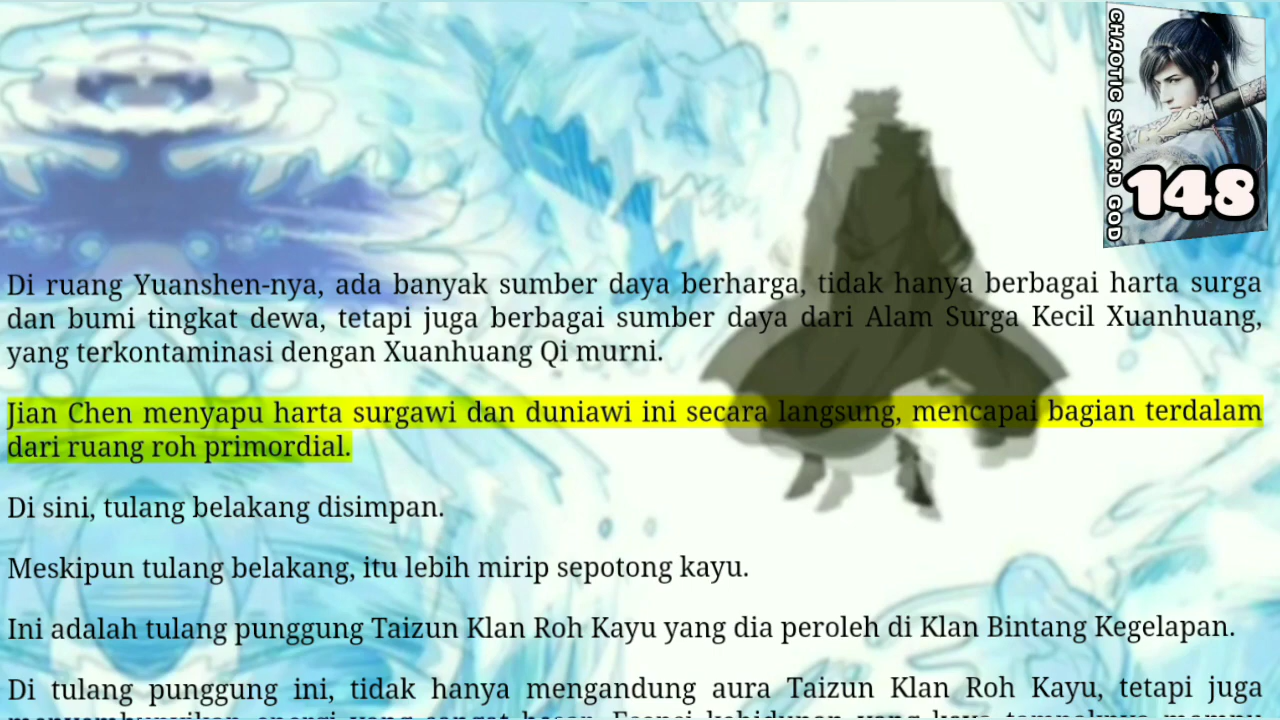 CHAOTIC SWORD GOD
148
Di ruang Yuanshen-nya, ada banyak sumber daya berharga, tidak hanya berbagai harta surga
dan bumi tingkat dewa, tetapi juga berbagai sumber daya dari Alam Surga Kecil Xuanhuang,
yang terkontaminasi dengan Xuanhuang Qi murni.
Jian Chen menyapu harta surgawi dan duniawi ini secara langsung, mencapai bagian terdalam
dari ruang roh primordial.
Di sini, tulang belakang disimpan.
Meskipun tulang belakang, itu lebih mirip sepotong kayu.
Ini adalah tulang punggung Taizun Klan Roh Kayu yang dia peroleh di Klan Bintang Kegelapan.
Di tulang punggung ini, tidak hanya mengandung aura Taizun Klan Roh Kayu, tetapi juga